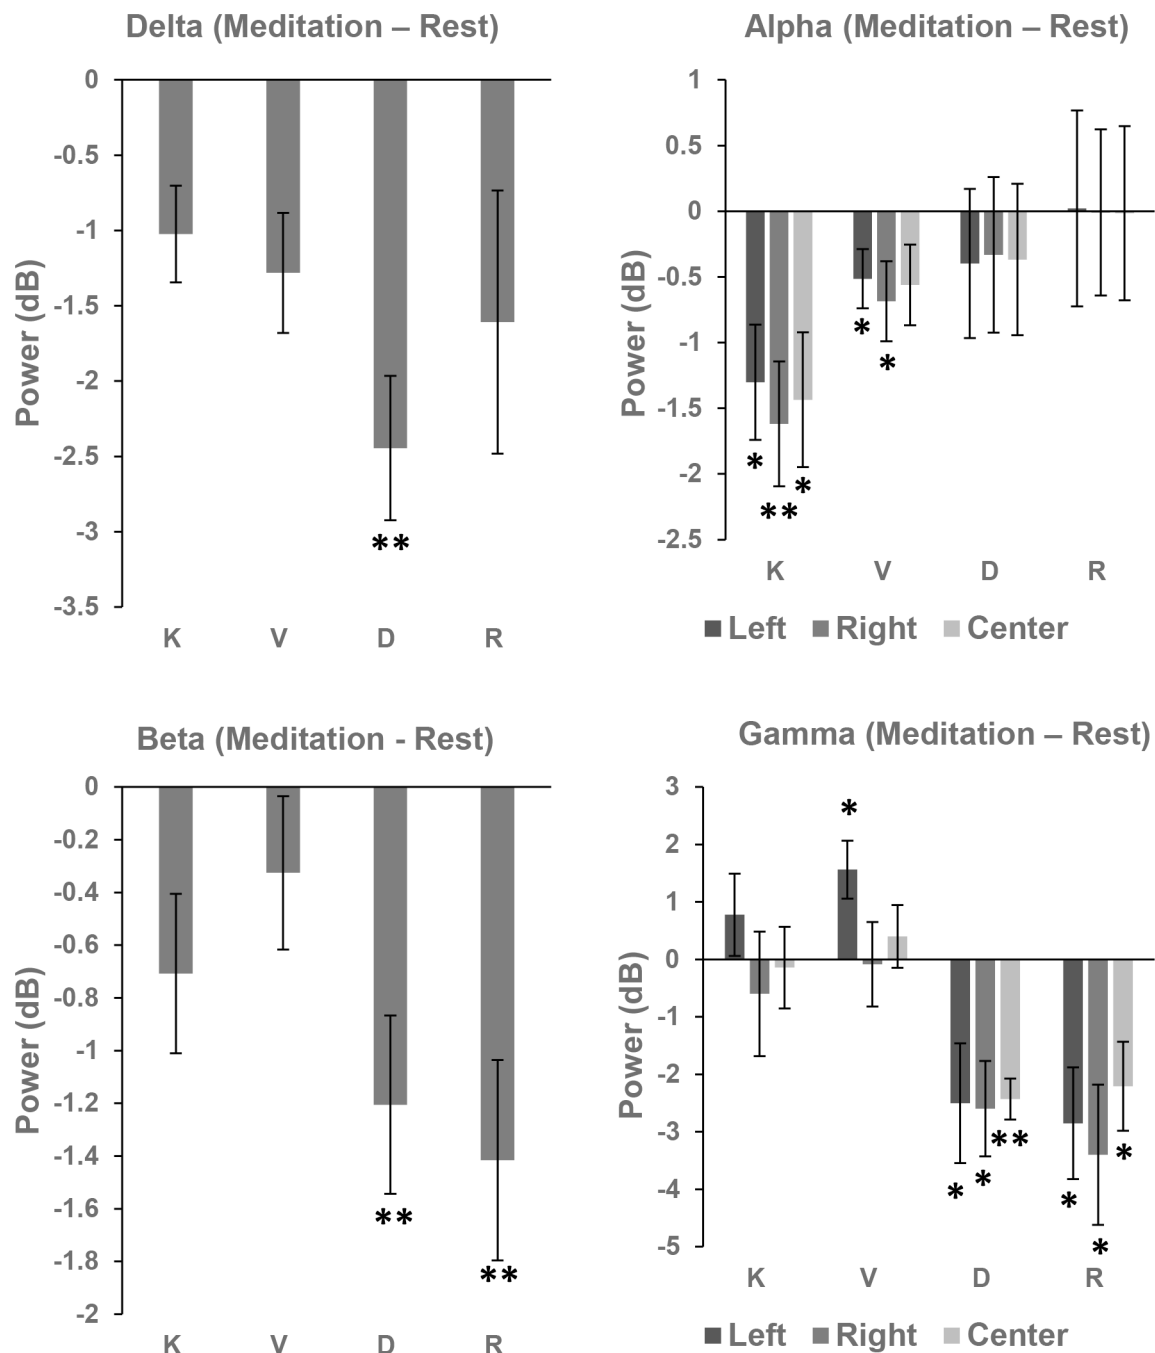 Delta (Meditation – Rest)
Power (dB)
0
-0.5
-1
-1.5
-2
-2.5
-3
-3.5
**
K V D R
Alpha (Meditation – Rest)
Power (dB)
1
0.5
0
-0.5
-1
-1.5
-2
-2.5
* ** * * *
K V D R
Left Right Center
Beta (Meditation - Rest)
Power (dB)
0
-0.2
-0.4
-0.6
-0.8
-1
-1.2
-1.4
-1.6
-1.8
-2
** **
K V D R
Gamma (Meditation – Rest)
Power (dB)
3
2
1
0
-1
-2
-3
-4
-5
* * * ** * * *
K V D R
Left Right Center